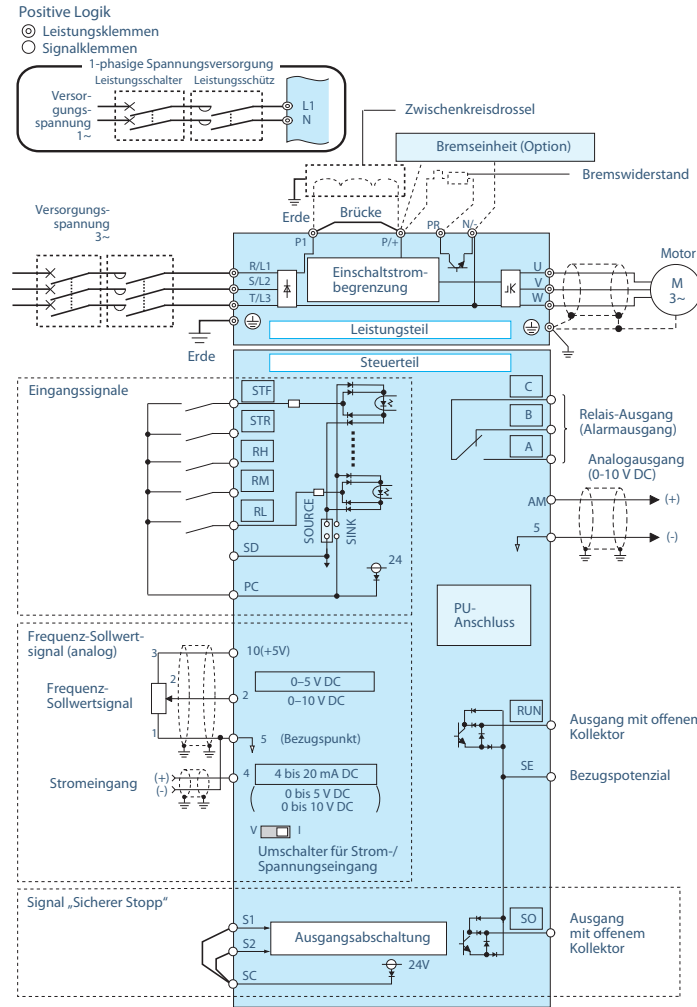 Positive Logik
Leistungsklemmen
Signalklemmen
1-phasige Spannungsversorgung
Leistungsschalter Leistungsschütz
Versor-
gungs-
spannung
1~
L1
N
Zwischenkreisdrossel
Bremseinheit (Option)
Bremswiderstand
Versorgungs-
spannung
3~
Erde
Brücke
P1
P/+
PR
N/-
Motor
R/L1
S/L2
T/L3
Einschaltstrom-
begrenzung
U
V
W
M
3~
Erde
Leistungsteil
Steuerteil
Eingangssignale
STF
STR
RH
RM
RL
SD
PC
SOURCE
SINK
24
C
B
A
Relais-Ausgang
(Alarmausgang)
Analogausgang
(0-10 V DC)
AM
(+)
5
(-)
PU-
Anschluss
Frequenz-Sollwert-
signal (analog)
3
10(+5V)
2
Frequenz-
Sollwertsignal
2
0–5 V DC
0–10 V DC
1
5
(Bezugspunkt)
Stromeingang
(+)
(-)
4
4 bis 20 mA DC
( 0 bis 5 V DC
0 bis 10 V DC )
V
I
Umschalter für Strom-/
Spannungseingang
RUN
Ausgang mit offenem
Kollektor
SE
Bezugspotenzial
Signal „Sicherer Stopp“
S1
S2
SC
Ausgangsabschaltung
24V
SO
Ausgang
mit offenem
Kollektor